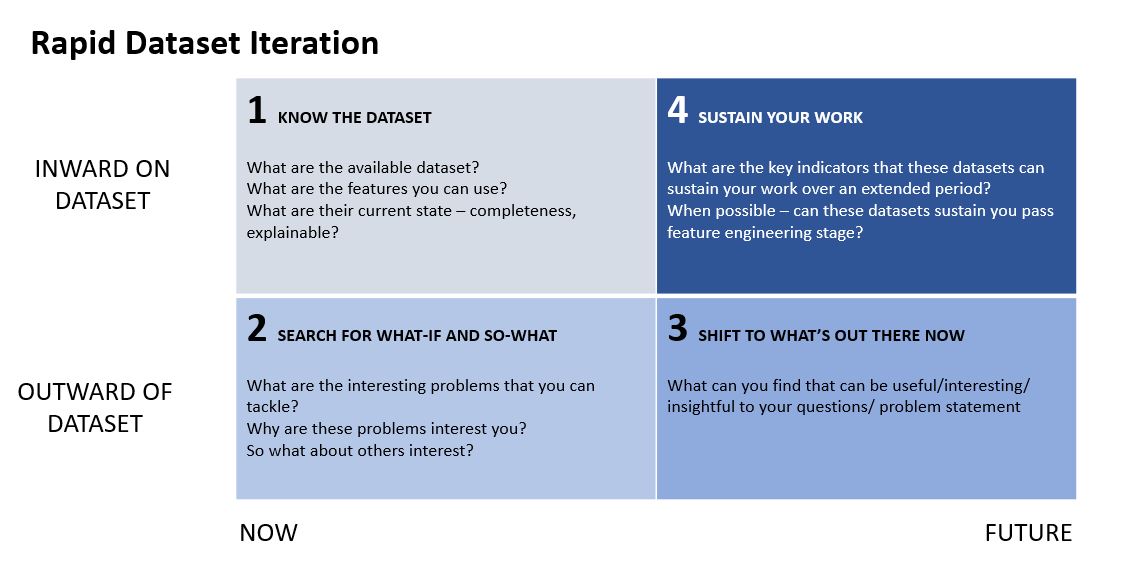 Rapid Dataset Iteration
INWARD ON
DATASET
1 KNOW THE DATASET
What are the available dataset?
What are the features you can use?
What are their current state – completeness,
explainable?
4 SUSTAIN YOUR WORK
What are the key indicators that these datasets can
sustain your work over an extended period?
When possible – can these datasets sustain you pass
feature engineering stage?
OUTWARD OF
DATASET
2 SEARCH FOR WHAT-IF AND SO-WHAT
What are the interesting problems that you can
tackle?
Why are these problems interest you?
So what about others interest?
3 SHIFT TO WHAT’S OUT THERE NOW
What can you find that can be useful/interesting/
insightful to your questions/ problem statement
NOW
FUTURE